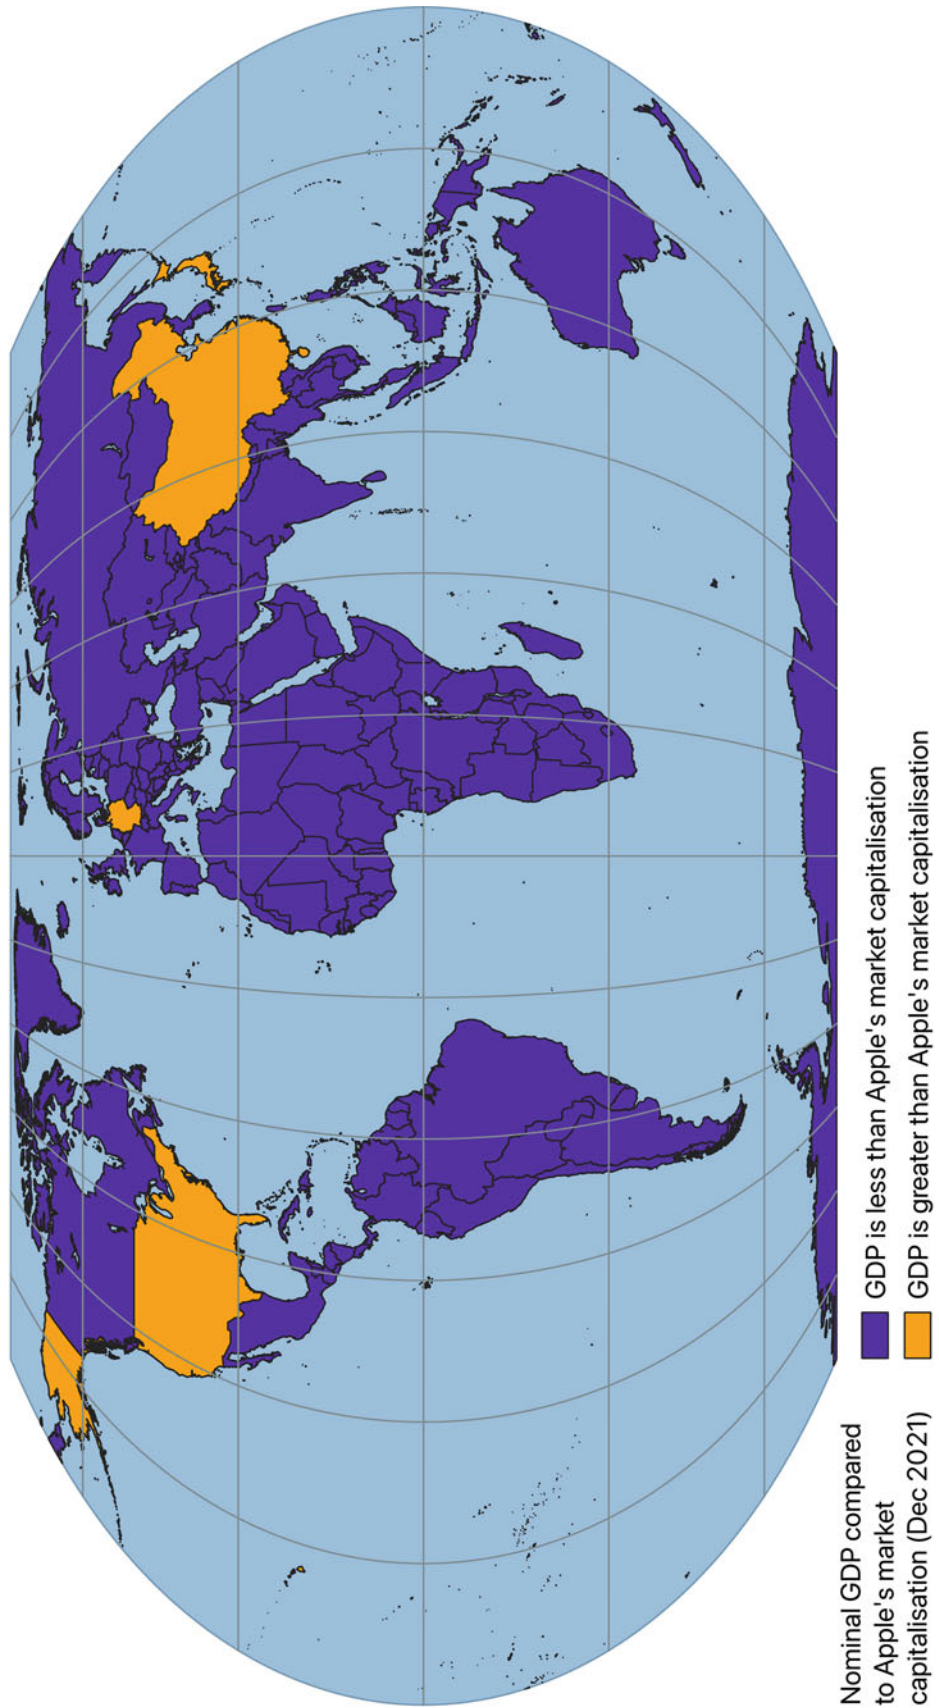 Nominal GDP compared
to Apple's market
capitalisation (Dec 2021)
GDP is less than Apple's market capitalisation
GDP is greater than Apple's market capitalisation